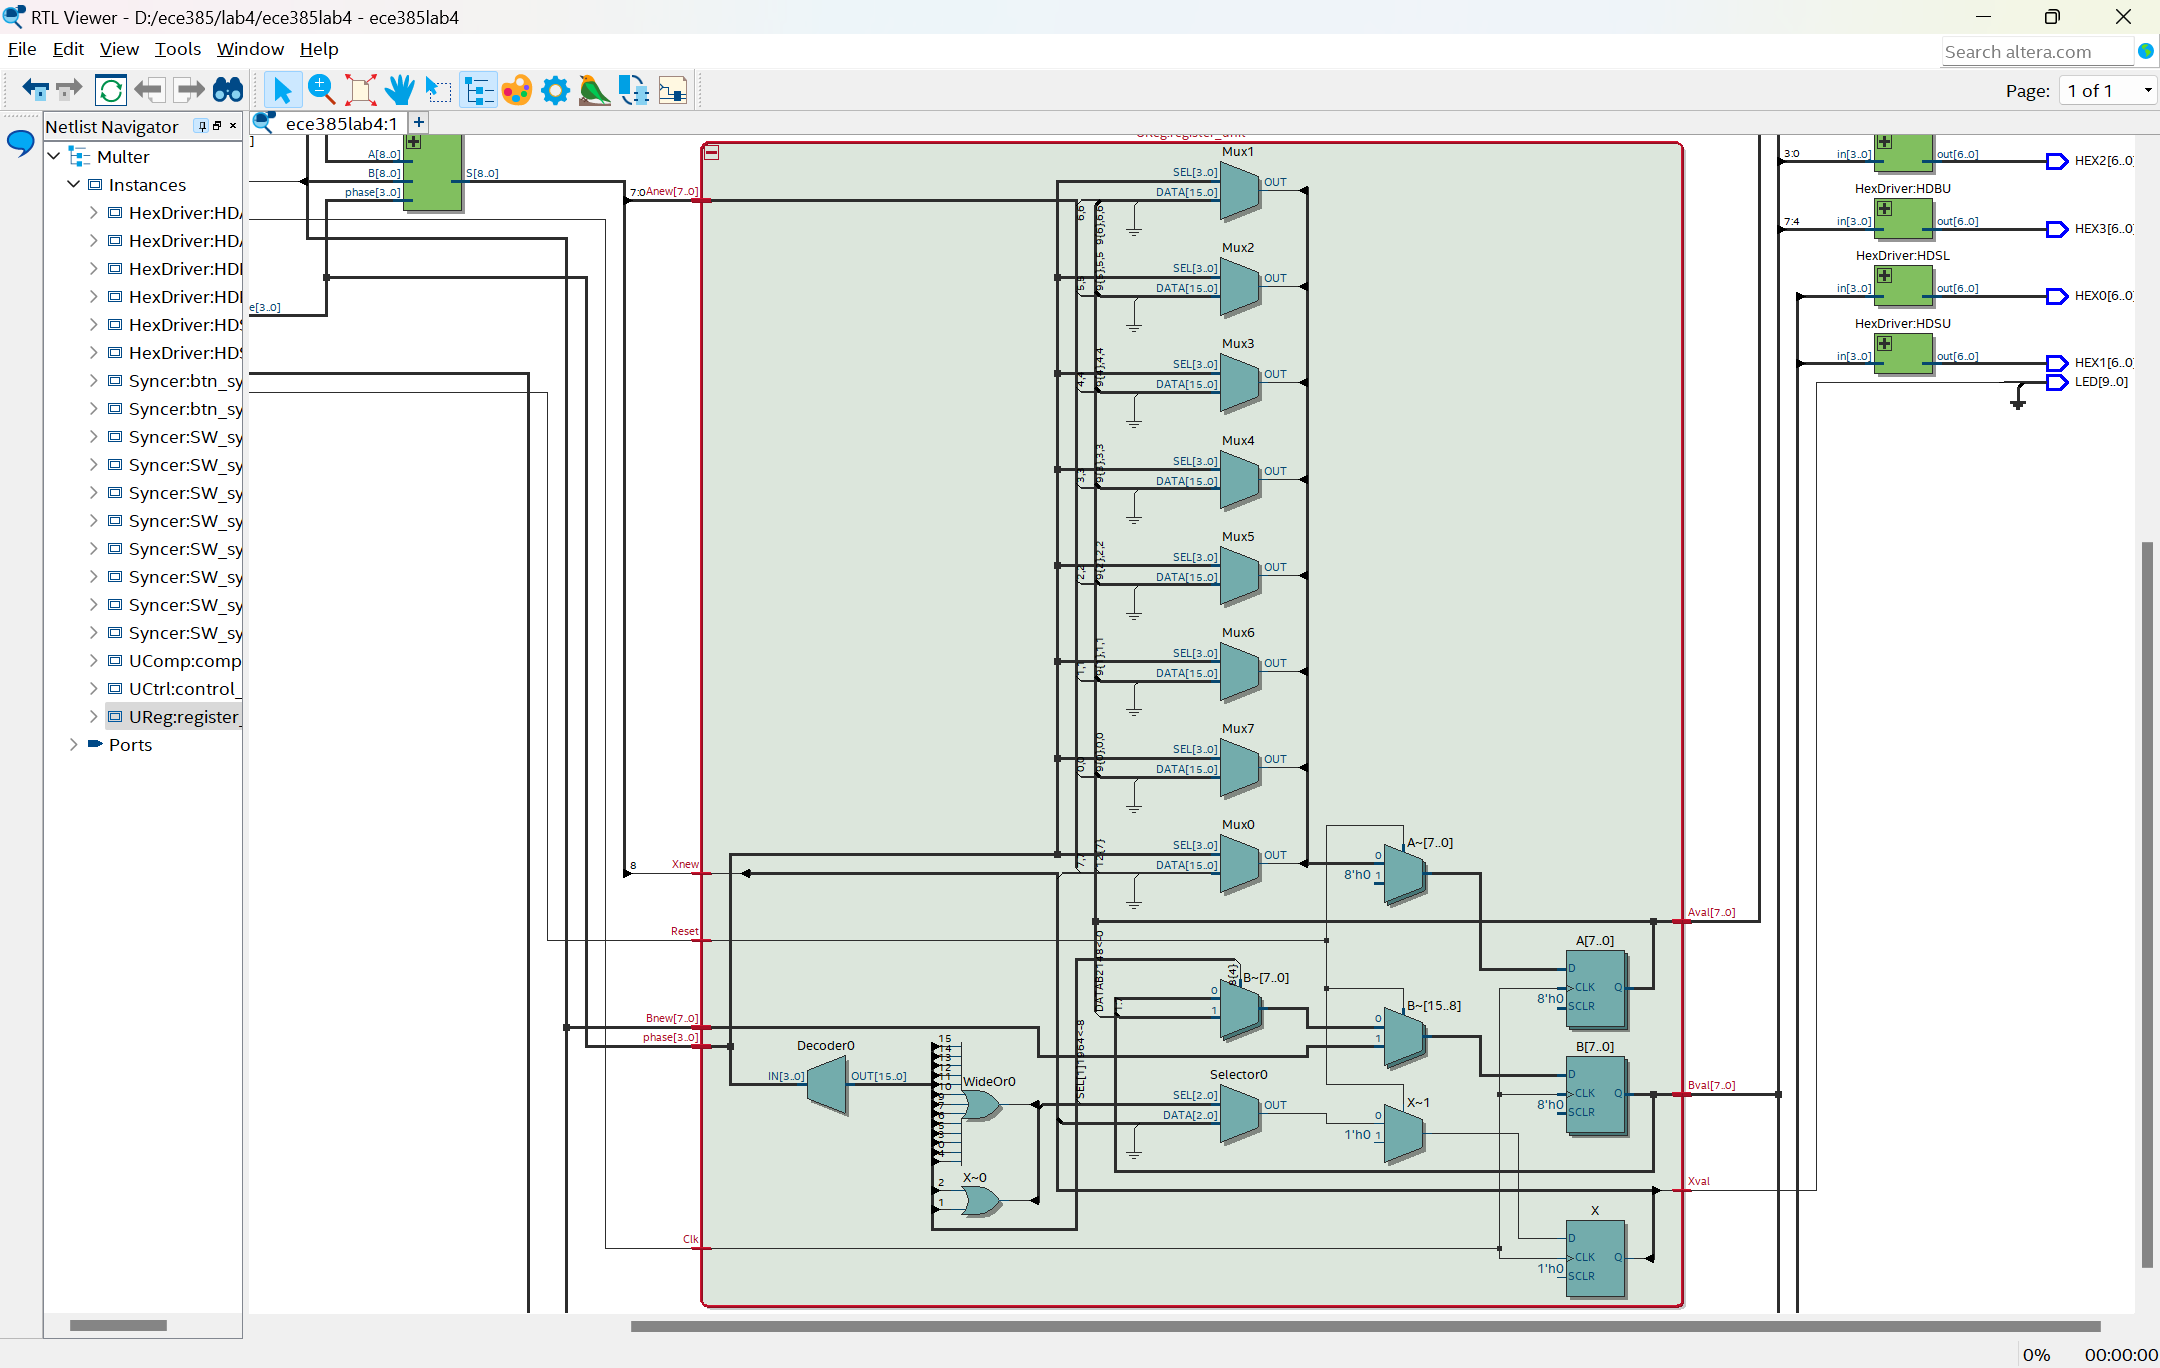 RTL Viewer - D:/ece385/lab4/ece385lab4 - ece385lab4
File Edit View Tools Window Help
Search altera.com
Page: 1 of 1
Netlist Navigator
ece385lab4:1
Multer
Instances
HexDriver:HD
HexDriver:HD
HexDriver:HD
HexDriver:HD
HexDriver:HD
HexDriver:HD
Syncer:btn_sy
Syncer:btn_sy
Syncer:SW_sy
Syncer:SW_sy
Syncer:SW_sy
Syncer:SW_sy
Syncer:SW_sy
Syncer:SW_sy
Syncer:SW_sy
Syncer:SW_sy
UComp:comp
UCtrl:control_
UReg:register_
Ports
A[8..0]
B[8..0]
phase[3..0]
S[8..0]
e[3..0]
7:0
Anew[7..0]
8
Xnew
Reset
Bnew[7..0]
phase[3..0]
Clk
UReg:register_unit
Mux1
SEL[3..0]
DATA[15..0]
OUT
Mux2
SEL[3..0]
DATA[15..0]
OUT
Mux3
SEL[3..0]
DATA[15..0]
OUT
Mux4
SEL[3..0]
DATA[15..0]
OUT
Mux5
SEL[3..0]
DATA[15..0]
OUT
Mux6
SEL[3..0]
DATA[15..0]
OUT
Mux7
SEL[3..0]
DATA[15..0]
OUT
Mux0
SEL[3..0]
DATA[15..0]
OUT
A~[7..0]
0
8'h0 1
B~[7..0]
0
1
B~[15..8]
0
1
Decoder0
IN[3..0]
OUT[15..0]
15
14
13
12
11
10
WideOr0
X~0
2
1
Selector0
SEL[2..0]
DATA[2..0]
OUT
X~1
0
1'h0 1
A[7..0]
D
CLK
8'h0
SCLR
Q
B[7..0]
D
CLK
8'h0
SCLR
Q
X
D
CLK
1'h0
SCLR
Q
Aval[7..0]
Bval[7..0]
Xval
3:0
in[3..0]
out[6..0]
HEX2[6..0
HexDriver:HDBU
7:4
in[3..0]
out[6..0]
HEX3[6..0
HexDriver:HDSL
in[3..0]
out[6..0]
HEX0[6..0
HexDriver:HDSU
in[3..0]
out[6..0]
HEX1[6..0
LED[9..0]
0% 00:00:00